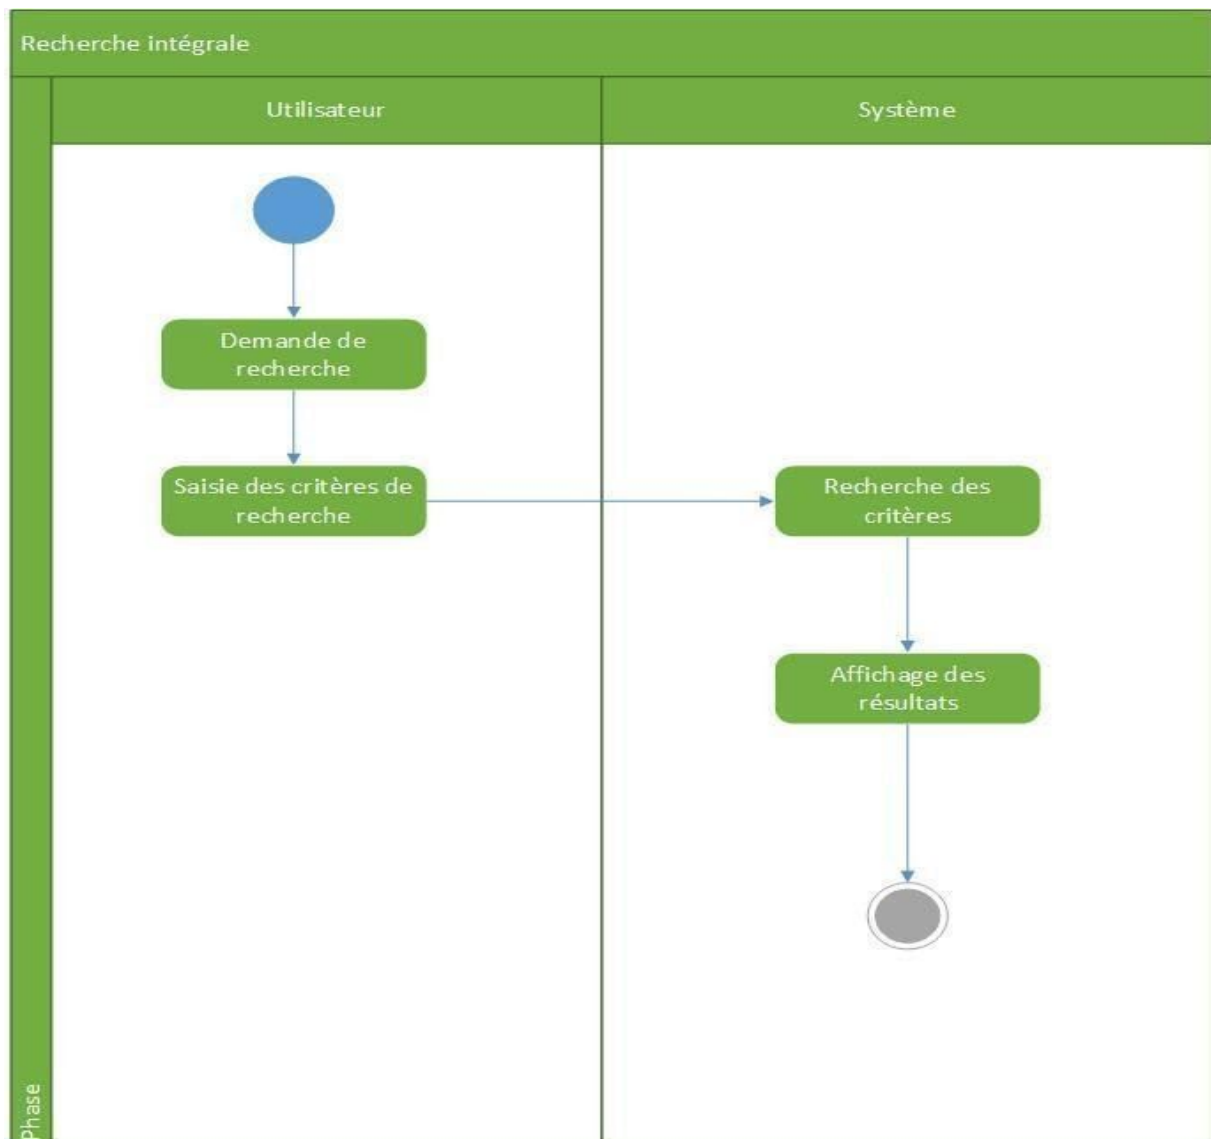 Recherche intégrale
Utilisateur
Système
Demande de
recherche
Saisie des critères de
recherche
Recherche des
critères
Affichage des
résultats
Phase